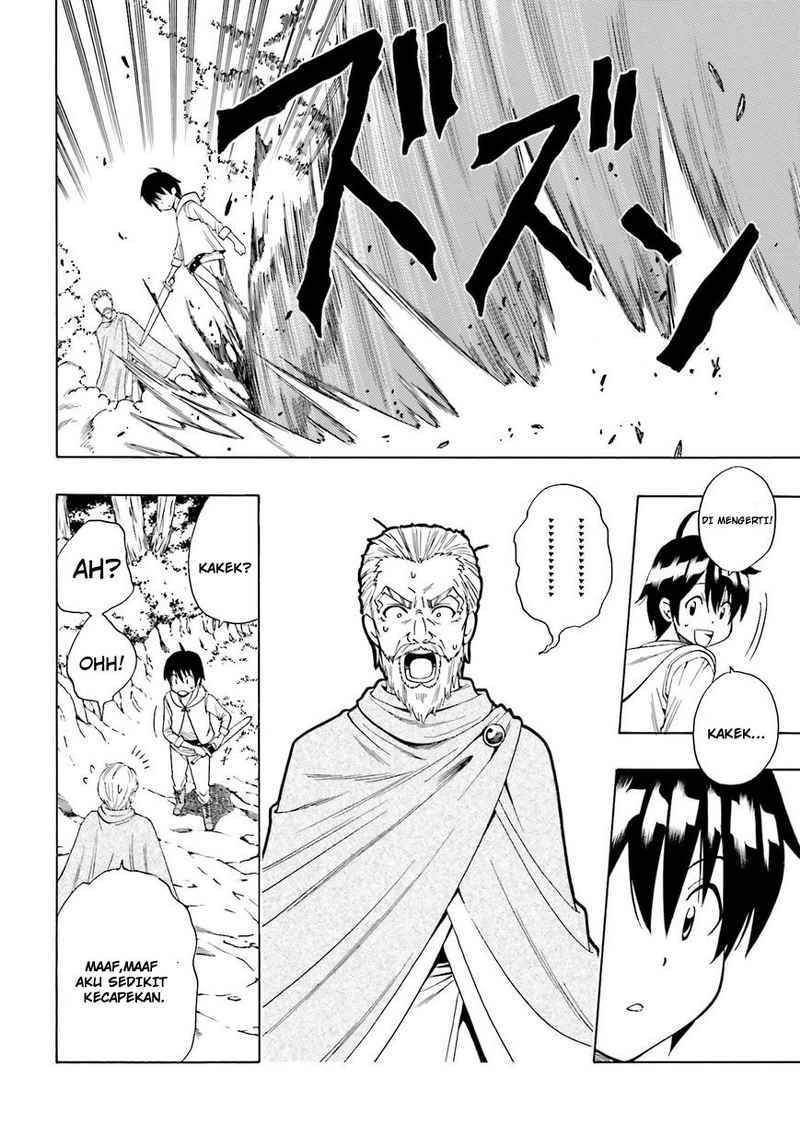 ズズン
DI MENGERTI!
KAKEK...
KAKEK?
AH?
OHH!
MAAF,MAAF
AKU SEDIKIT
KECAPEKAN.